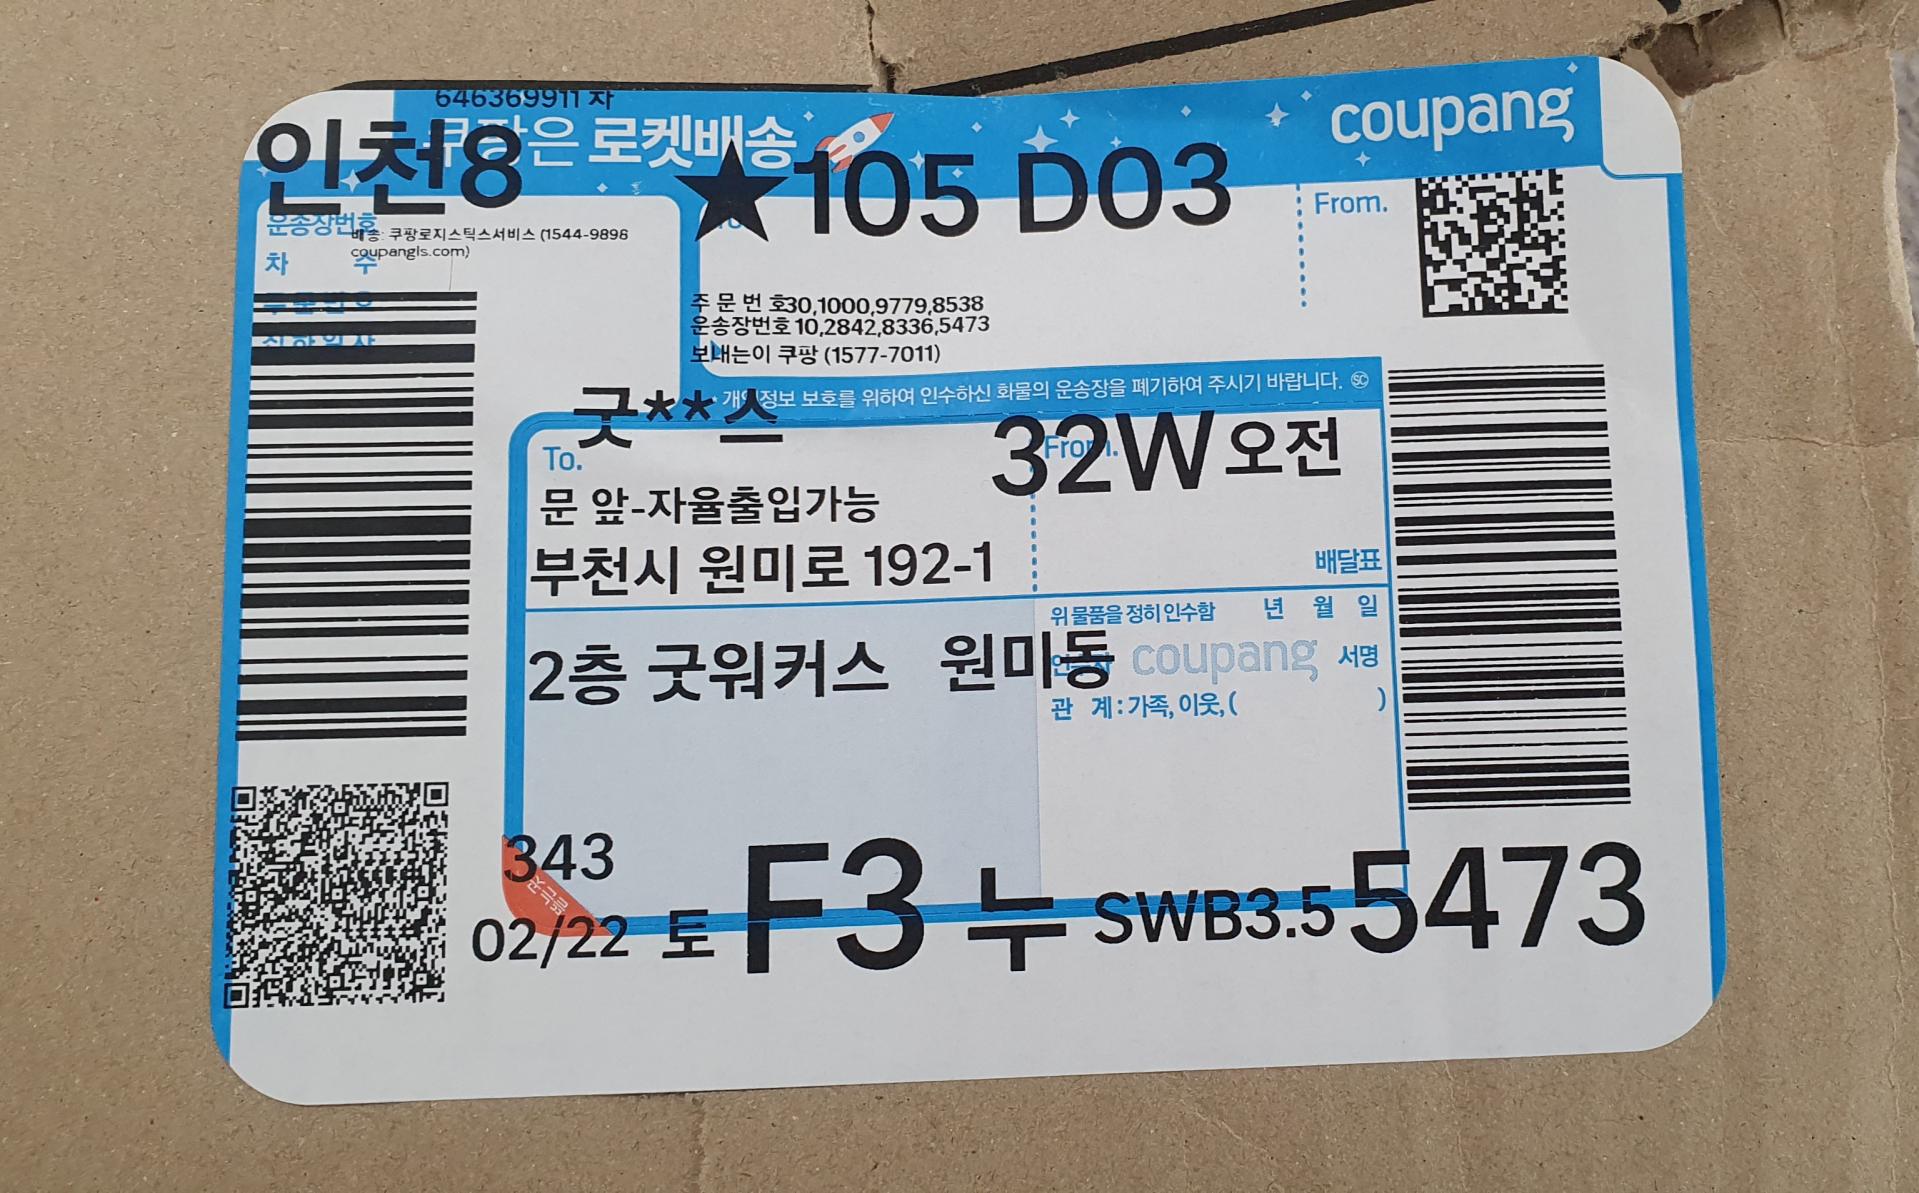 646369911 자
쿠팡은 로켓배송
coupang
인천8
★105 D03
From.
운송장번호
배송: 쿠팡로지스틱스서비스 (1544-9898
coupangls.com)
차 수
주 문 번 호30,1000,9779,8538
운송장번호10,2842,8336,5473
보내는이 쿠팡 (1577-7011)
개인정보 보호를 위하여 인수하신 화물의 운송장을 폐기하여 주시기 바랍니다.
굿**스
32W 오전
To.
From.
문 앞-자율출입가능
부천시 원미로 192-1
배달표
위 물품을 정히 인수함 년 월 일
2층 굿워커스 원미동
coupang 서명
관 계 : 가족, 이웃, ( )
343
02/22 토 F3 누 SWB3.5 5473